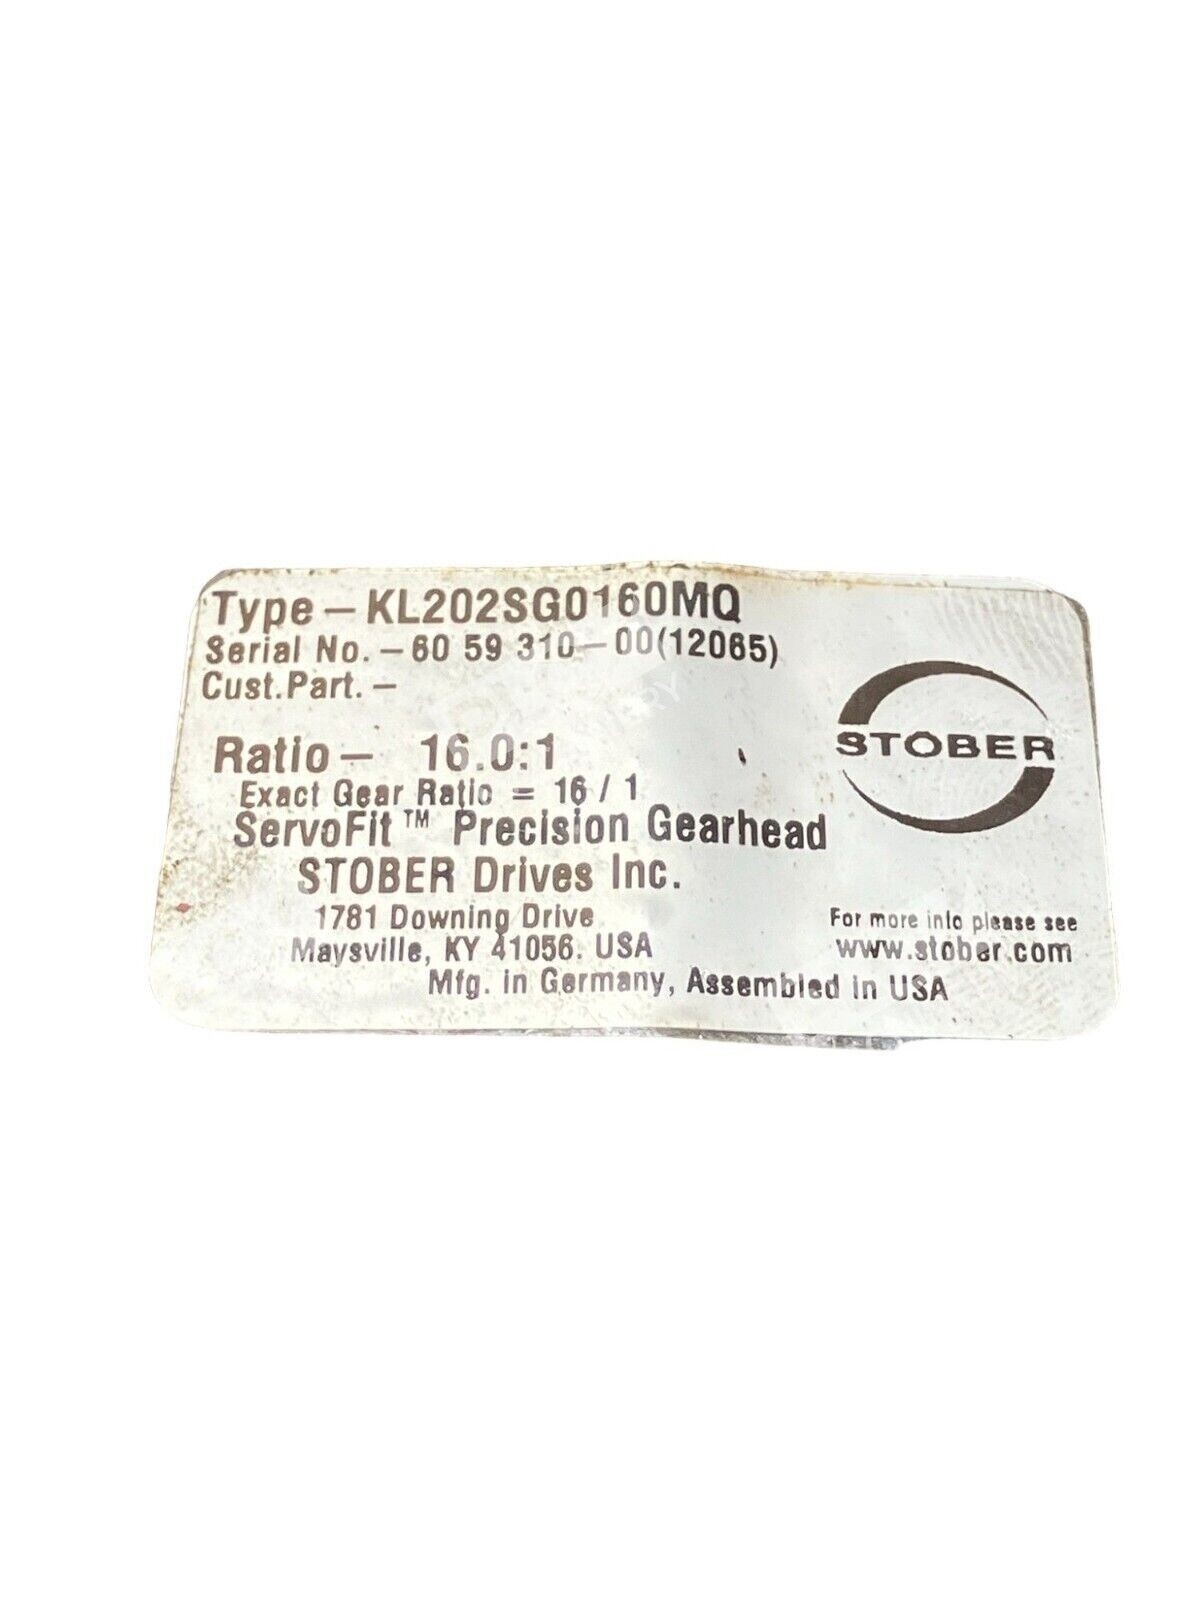 Type – KL202SG0160MQ
Serial No. – 60 59 310–00(12065)
Cust.Part. –
Ratio – 16.0:1
Exact Gear Ratio = 16 / 1
ServoFit™ Precision Gearhead
STOBER Drives Inc.
1781 Downing Drive
Maysville, KY 41056. USA
Mfg. in Germany, Assembled in USA
STÖBER
For more info please see
www.stober.com